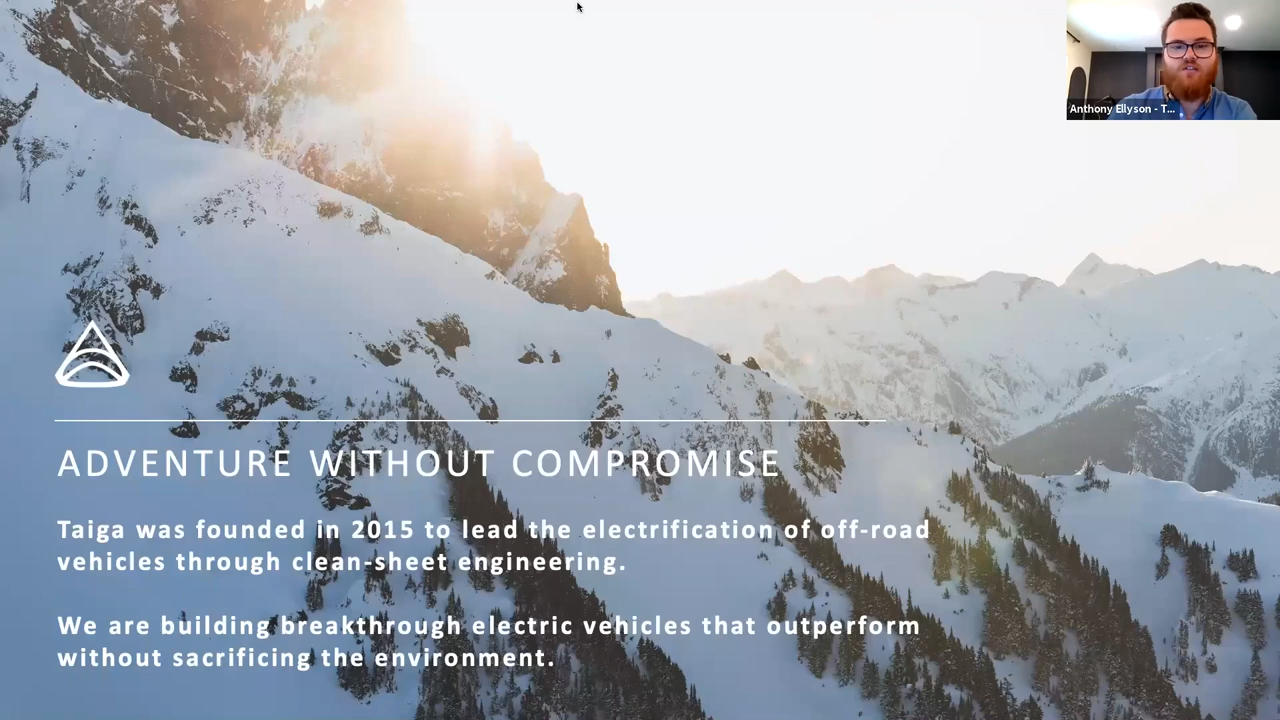 Anthony Ellyson - T...
ADVENTURE WITHOUT COMPROMISE
Taiga was founded in 2015 to lead the electrification of off-road
vehicles through clean-sheet engineering.
We are building breakthrough electric vehicles that outperform
without sacrificing the environment.